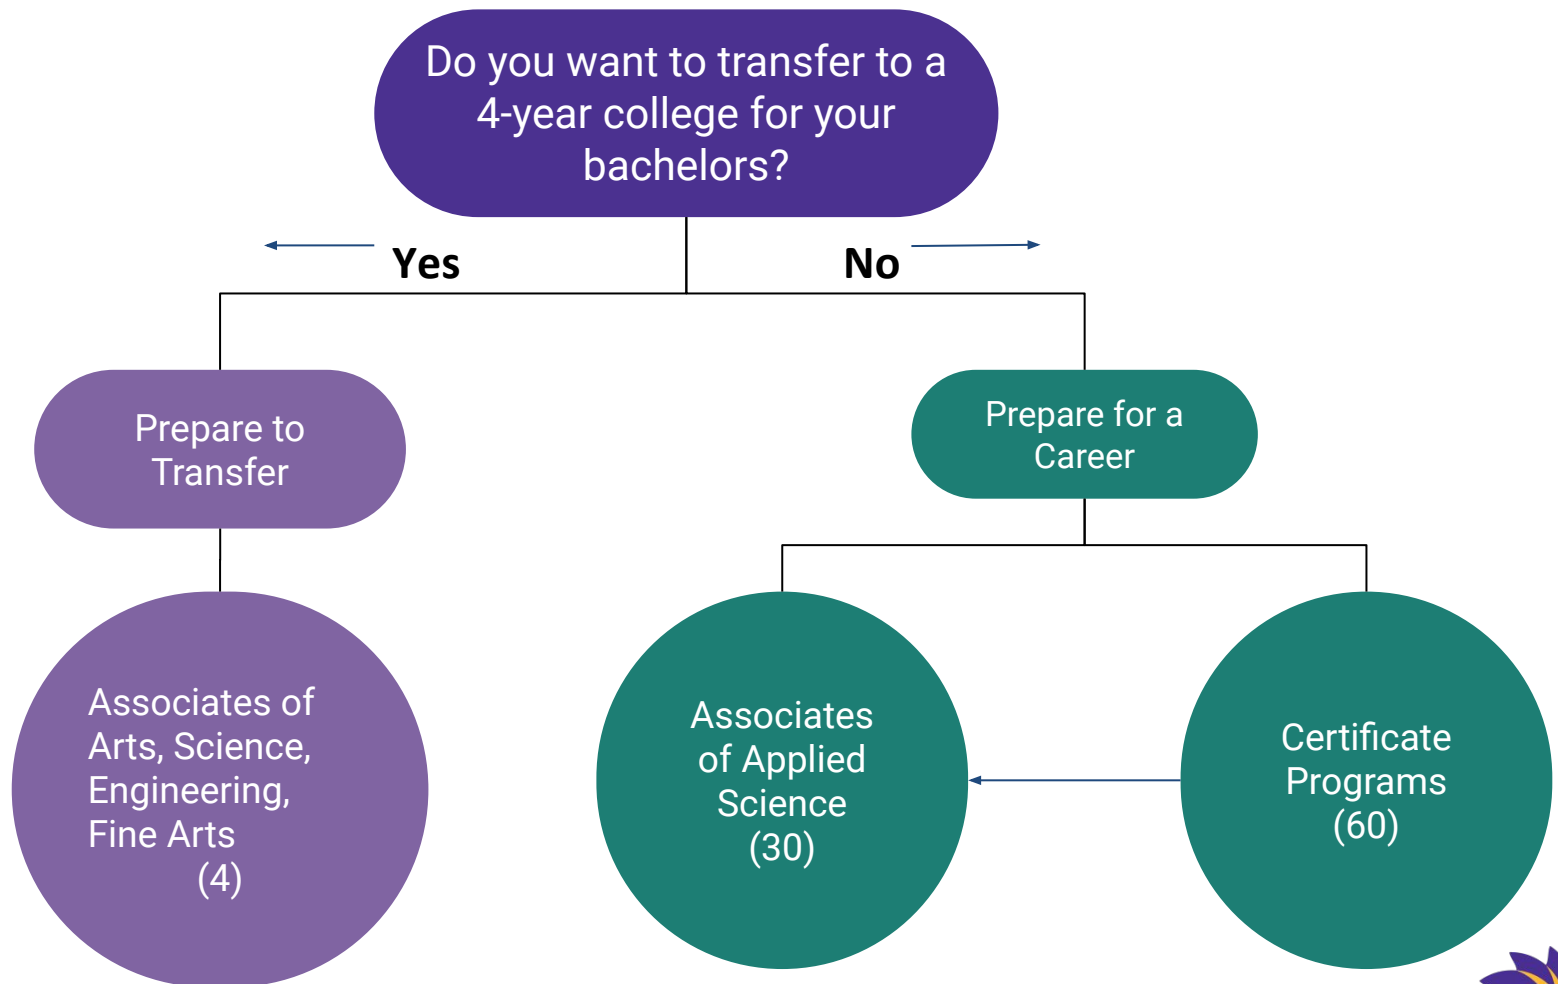 Do you want to transfer to a
4-year college for your
bachelors?
Yes
No
Prepare to
Transfer
Prepare for a
Career
Associates of
Arts, Science,
Engineering,
Fine Arts
(4)
Associates
of Applied
Science
(30)
Certificate
Programs
(60)